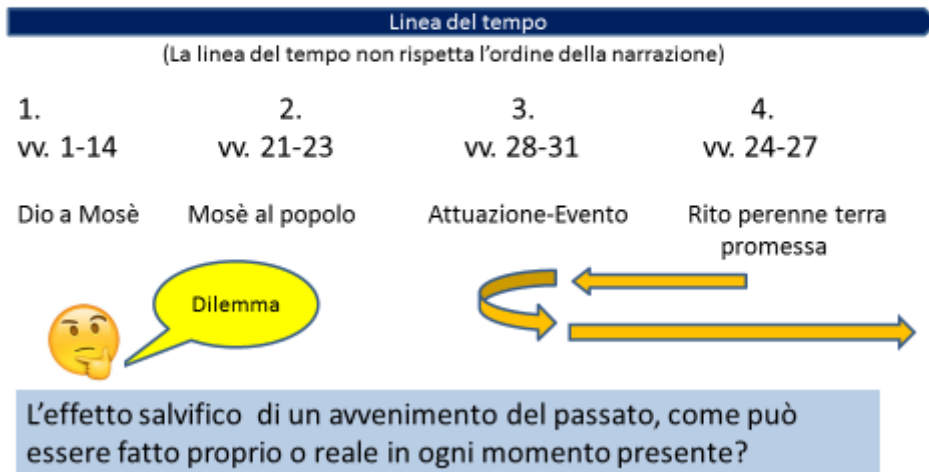 Linea del tempo
(La linea del tempo non rispetta l'ordine della narrazione)
1. 2. 3. 4.
vv. 1-14 vv. 21-23 vv. 28-31 vv. 24-27
Dio a Mosè Mosè al popolo Attuazione-Evento Rito perenne terra
promessa
Dilemma
L'effetto salvifico di un avvenimento del passato, come può
essere fatto proprio o reale in ogni momento presente?